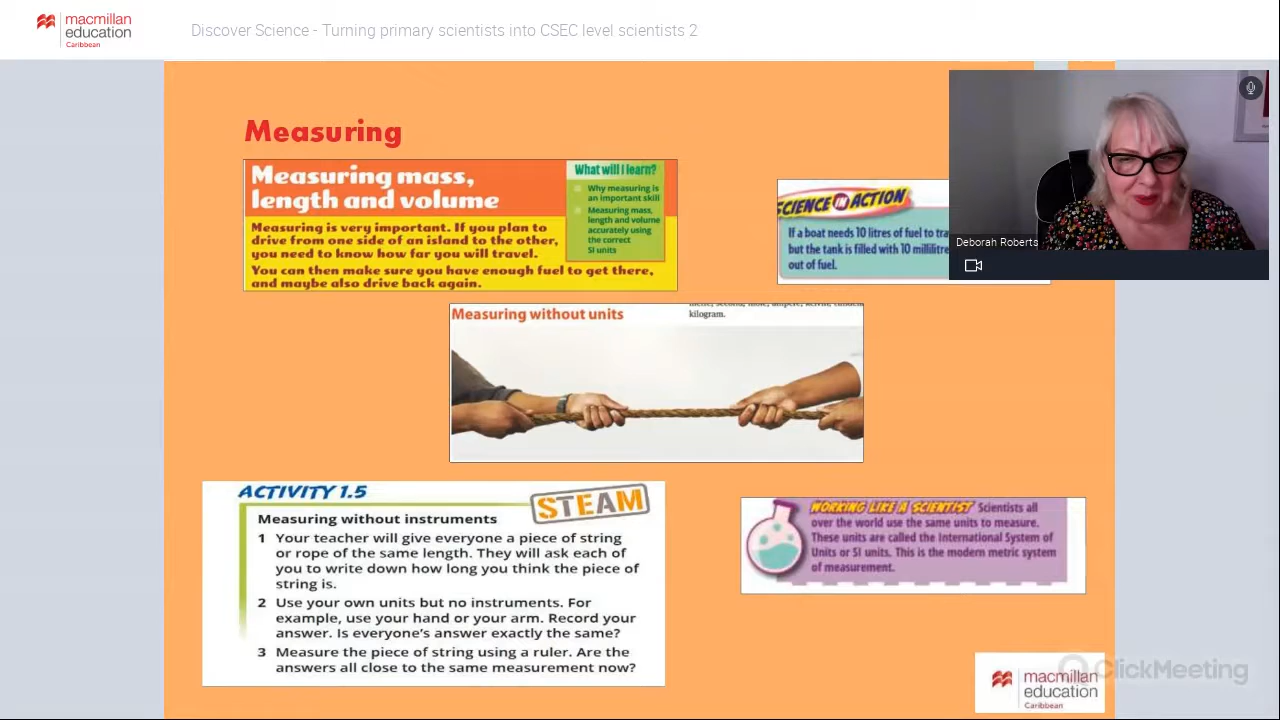 macmillan
education
Caribbean
Discover Science - Turning primary scientists into CSEC level scientists 2
Deborah Roberts
Measuring
Measuring mass,
length and volume
Measuring is very important. If you plan to
drive from one side of an island to the other,
you need to know how far you will travel.
You can then make sure you have enough fuel to get there,
and maybe also drive back again.
What will I learn?
Why measuring is
an important skill
Measuring mass,
length and volume
accurately using
the correct
SI units
SCIENCE IN ACTION
If a boat needs 10 litres of fuel to
but the tank is filled with 10
out of fuel.
Measuring without units
kilogram.
ACTIVITY 1.5
STEAM
Measuring without instruments
1 Your teacher will give everyone a piece of string
or rope of the same length. They will ask each of
you to write down how long you think the piece of
string is.
2 Use your own units but no instruments. For
example, use your hand or your arm. Record your
answer. Is everyone's answer exactly the same?
3 Measure the piece of string using a ruler. Are the
answers all close to the same measurement now?
WORKING LIKE A SCIENTIST Scientists all
over the world use the same units to measure.
These units are called the International System of
Units or SI units. This is the modern metric system
of measurement.
macmillan
education
Caribbean
ClickMeeting